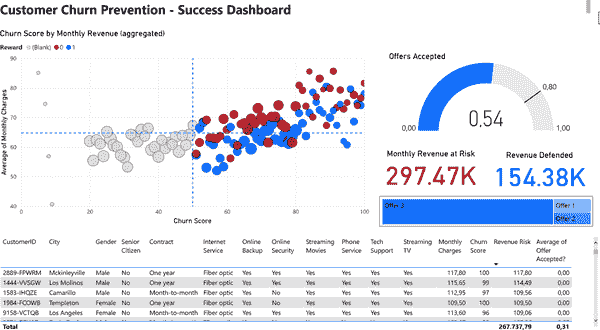 Customer Churn Prevention - Success Dashboard
Churn Score by Monthly Revenue (aggregated)
Reward (Blank) 0 1
Average of Monthly Charges
90
80
70
60
50
40
0 20 40 60 80 100
Churn Score
Offers Accepted
0,80
0,54
0,00 1,00
Monthly Revenue at Risk Revenue Defended
297.47K 154.38K
Offer 1
CustomerID City Gender Senior Citizen Contract Internet Service Online Backup Online Security Streaming Movies Phone Service Tech Support Streaming TV Monthly Charges Churn Score Revenue Risk Average of Offer Accepted?
2889-FPWRM Mckinleyville Male No One year Fiber optic Yes Yes Yes Yes Yes Yes 117,80 100 117,80 0,00
1444-VVSGW Los Molinos Male No One year Fiber optic Yes No Yes Yes Yes Yes 115,65 99 114,49 0,00
1583-IHQZE Camarillo Male No Month-to-month Fiber optic Yes No Yes Yes Yes Yes 112,95 97 109,56 0,00
1984-FCOWB Templeton Female No One year Fiber optic Yes No Yes Yes Yes Yes 109,50 100 109,50 0,00
9158-VCTQB Los Angeles Female No Month-to-month Fiber optic Yes No Yes Yes Yes Yes 113,60 96 109,06 0,00
Total 267.737,79 0,31